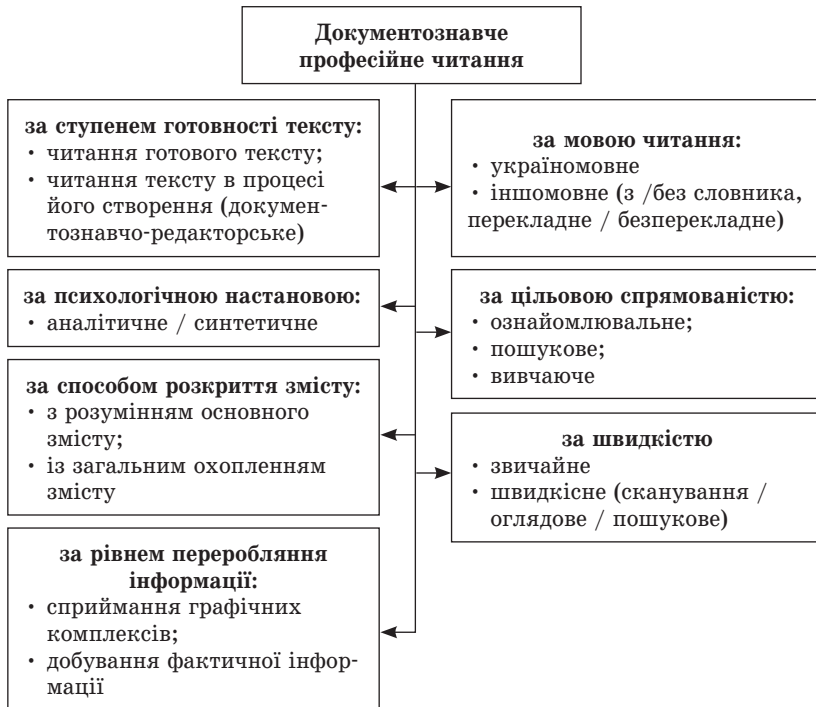 Документознавче
професійне читання
за ступенем готовності тексту:
· читання готового тексту;
· читання тексту в процесі
його створення (докумен-
тознавчо-редакторське)
за мовою читання:
· україномовне
· іншомовне (з /без словника,
перекладне / безперекладне)
за психологічною настановою:
· аналітичне / синтетичне
за цільовою спрямованістю:
· ознайомлювальне;
· пошукове;
· вивчаюче
за способом розкриття змісту:
· з розумінням основного
змісту;
· із загальним охопленням
змісту
за швидкістю
· звичайне
· швидкісне (сканування /
оглядове / пошукове)
за рівнем переробляння
інформації:
· сприймання графічних
комплексів;
· добування фактичної інфор-
мації